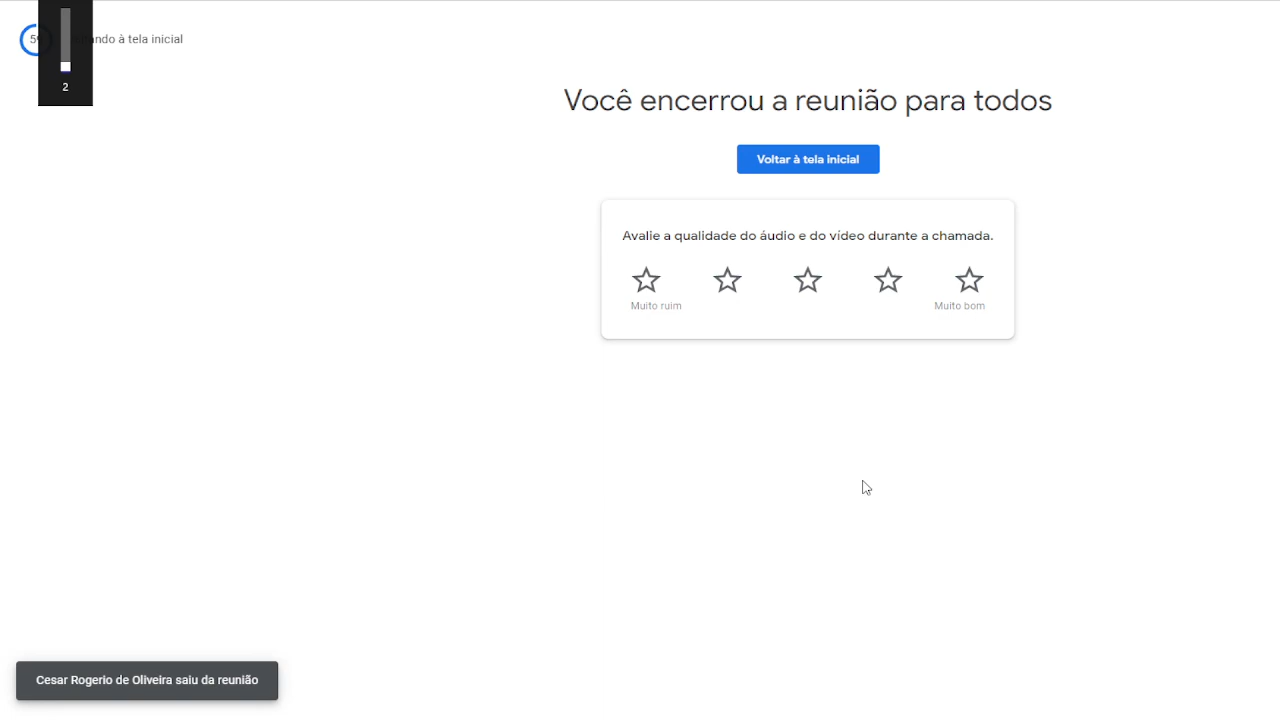 ando à tela inicial
2
Você encerrou a reunião para todos
Voltar à tela inicial
Avalie a qualidade do áudio e do vídeo durante a chamada.
Muito ruim
Muito bom
Cesar Rogerio de Oliveira saiu da reunião